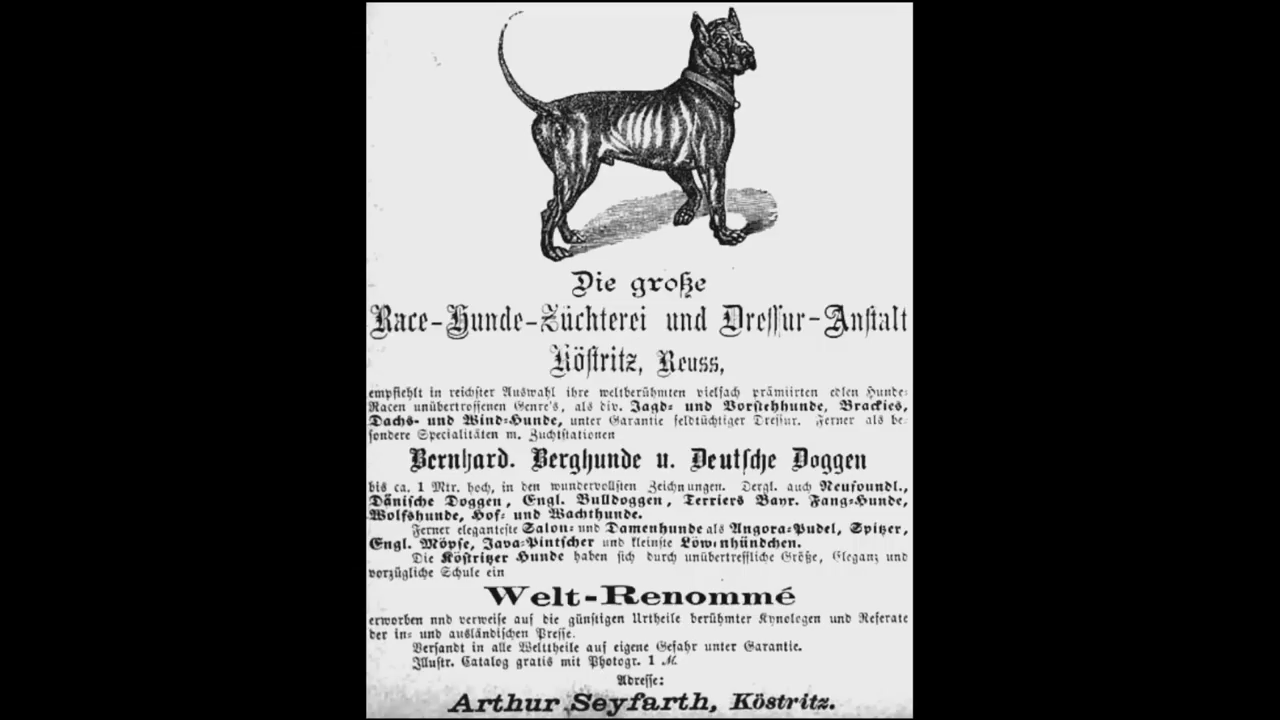 Die große
Race-Hunde-Züchterei und Dressur-Anstalt
Köstritz, Reuss,
empfiehlt in reichster Auswahl ihre weltberühmten vielfach prämiirten edlen Hunde-
Racen unübertroffenen Genre's, als div. Jagd- und Vorstehhunde, Brackies,
Dachs- und Wind-Hunde, unter Garantie feldtüchtiger Dressur. Ferner als be-
sondere Specialitäten m. Zuchtstationen
Bernhard. Berghunde u. Deutsche Doggen
bis ca. 1 Mtr. hoch, in den wundervollsten Zeichnungen. Dergl. auch Neufoundl.,
Dänische Doggen, Engl. Bulldoggen, Terriers Bayr. Fang-Hunde,
Wolfshunde, Hof- und Wachthunde.
Ferner eleganteste Salon- und Damenhunde als Angora-Pudel, Spitzer,
Engl. Möpse, Java-Pintscher und kleinste Löwenhündchen.
Die Köstritzer Hunde haben sich durch unübertreffliche Größe, Eleganz und
vorzügliche Schule ein
Welt-Renommé
erworben nnd verweise auf die günstigen Urtheile berühmter Kynologen und Referate
der in- und ausländischen Presse.
Versandt in alle Welttheile auf eigene Gefahr unter Garantie.
Illustr. Catalog gratis mit Photogr. 1 M.
Adresse:
Arthur Seyfarth, Köstritz.